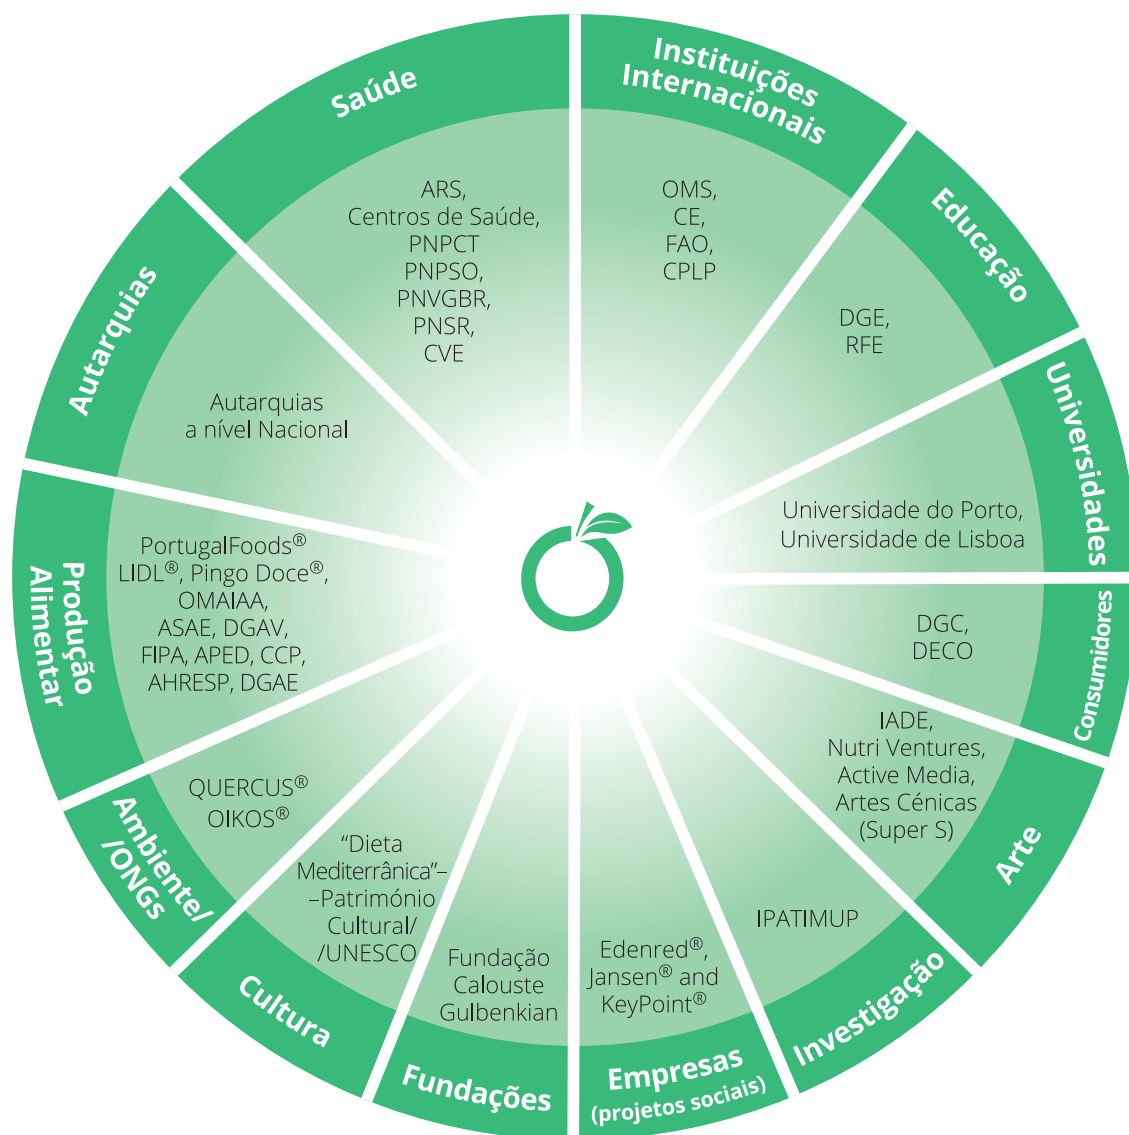 Saúde
ARS,
Centros de Saúde,
PNPCT
PNPSO,
PNVGBR,
PNSR,
CVE
Instituições
Internacionais
OMS,
CE,
FAO,
CPLP
Educação
DGE,
RFE
Universidades
Universidade do Porto,
Universidade de Lisboa
Consumidores
DGC,
DECO
Arte
IADE,
Nutri Ventures,
Active Media,
Artes Cénicas
(Super S)
Investigação
IPATIMUP
Empresas
(projetos sociais)
Edenred®,
Jansen® and
KeyPoint®
Fundações
Fundação
Calouste
Gulbenkian
Cultura
“Dieta
Mediterrânica”–
–Património
Cultural/
/UNESCO
Ambiente/
/ONGs
QUERCUS®
OIKOS®
Produção
Alimentar
PortugalFoods®
LIDL®, Pingo Doce®,
OMAIAA,
ASAE, DGAV,
FIPA, APED, CCP,
AHRESP, DGAE
Autarquias
Autarquias
a nível Nacional